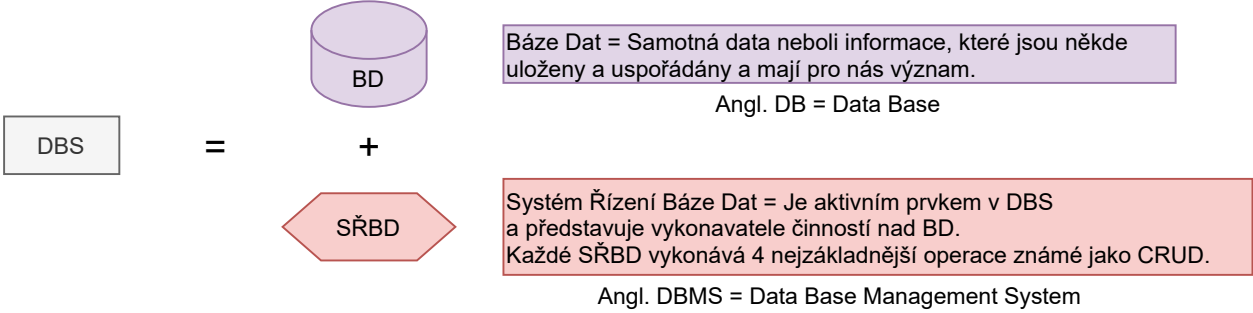 BD
Báze Dat = Samotná data neboli informace, které jsou někde
uloženy a uspořádány a mají pro nás význam.
Angl. DB = Data Base
DBS
=
+
SŘBD
Systém Řízení Báze Dat = Je aktivním prvkem v DBS
a představuje vykonavatele činností nad BD.
Každé SŘBD vykonává 4 nejzákladnější operace známé jako CRUD.
Angl. DBMS = Data Base Management System